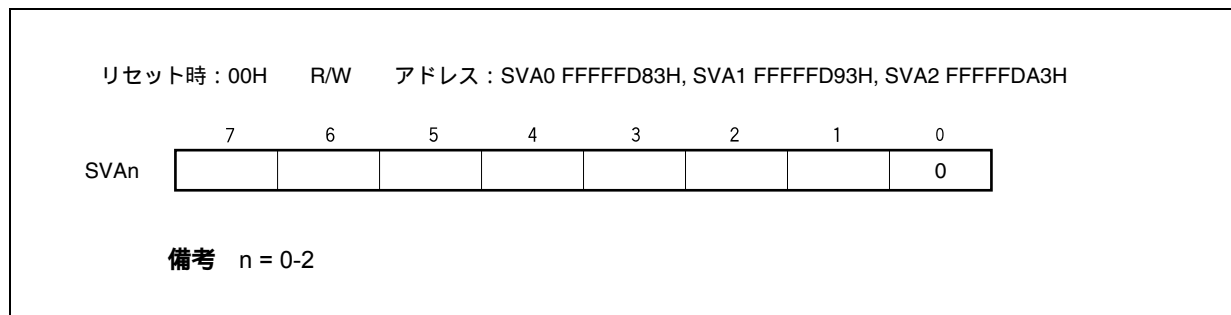 リセット時：00H R/W アドレス：SVA0 FFFFFD83H, SVA1 FFFFFD93H, SVA2 FFFFFDA3H
7 6 5 4 3 2 1 0
SVAn 0
備考 n = 0-2